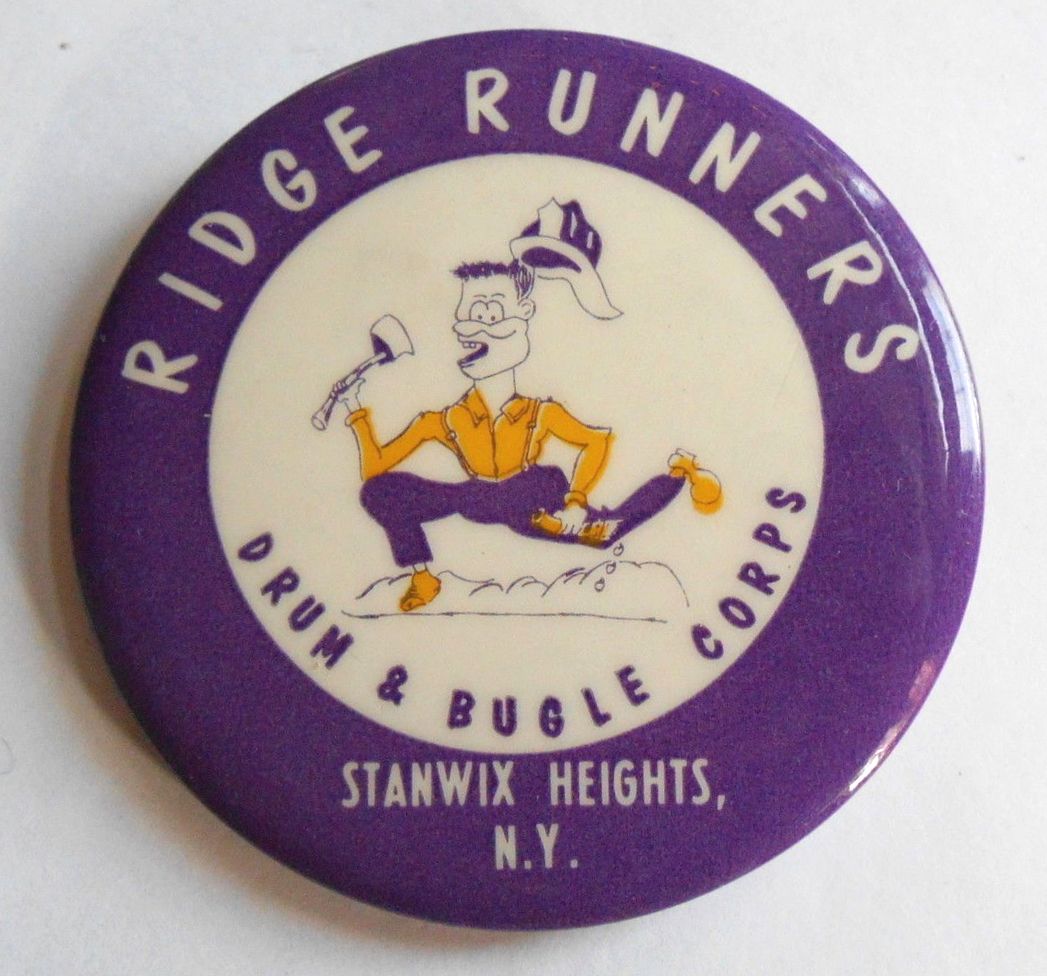 RIDGE RUNNERS
DRUM & BUGLE CORPS
STANWIX HEIGHTS,
N.Y.